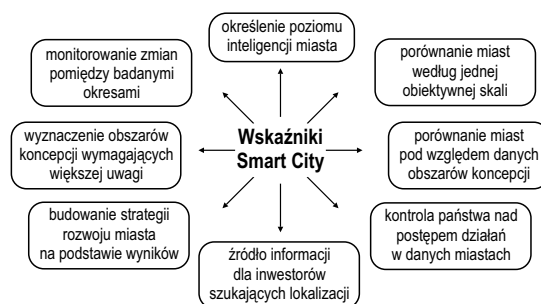 określenie poziomu
inteligencji miasta
monitorowanie zmian
pomiędzy badanymi
okresami
porównanie miast
według jednej
obiektywnej skali
wyznaczenie obszarów
koncepcji wymagających
większej uwagi
Wskaźniki
Smart City
porównanie miast
pod względem danych
obszarów koncepcji
budowanie strategii
rozwoju miasta
na podstawie wyników
źródło informacji
dla inwestorów
szukających lokalizacji
kontrola państwa nad
postępem działań
w danych miastach